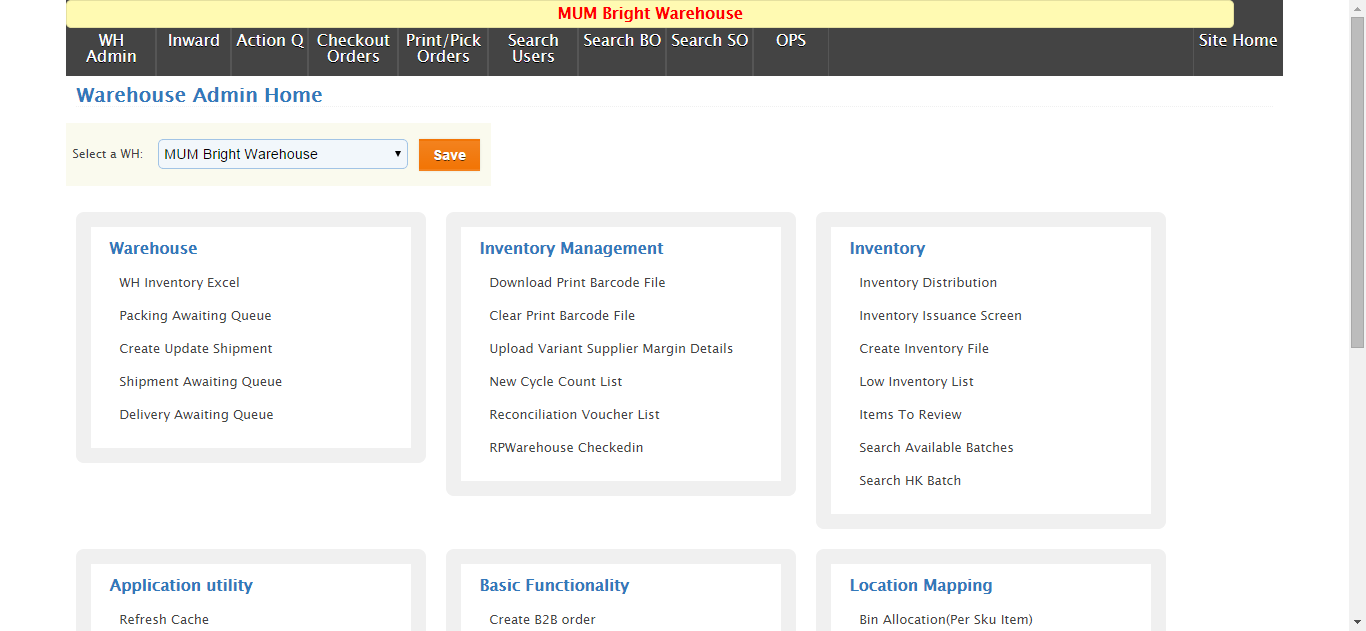 MUM Bright Warehouse
WH Admin
Inward
Action Q
Checkout Orders
Print/Pick Orders
Search Users
Search BO
Search SO
OPS
Site Home
Warehouse Admin Home
Select a WH:
MUM Bright Warehouse
Save
Warehouse
WH Inventory Excel
Packing Awaiting Queue
Create Update Shipment
Shipment Awaiting Queue
Delivery Awaiting Queue
Inventory Management
Download Print Barcode File
Clear Print Barcode File
Upload Variant Supplier Margin Details
New Cycle Count List
Reconciliation Voucher List
RPWarehouse Checkedin
Inventory
Inventory Distribution
Inventory Issuance Screen
Create Inventory File
Low Inventory List
Items To Review
Search Available Batches
Search HK Batch
Application utility
Refresh Cache
Basic Functionality
Create B2B order
Location Mapping
Bin Allocation(Per Sku Item)